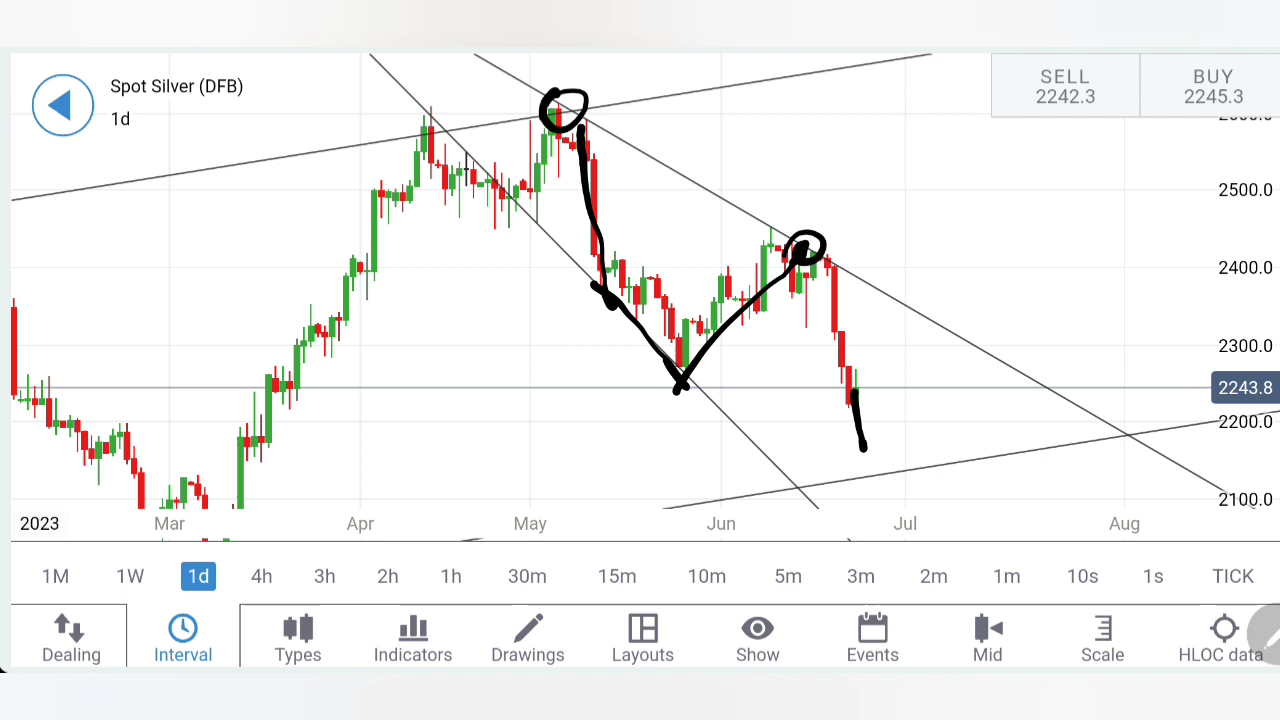 Spot Silver (DFB)
1d
SELL
2242.3
BUY
2245.3
2500.0
2400.0
2300.0
2243.8
2200.0
2100.0
2023 Mar Apr May Jun Jul Aug
1M 1W 1d 4h 3h 2h 1h 30m 15m 10m 5m 3m 2m 1m 10s 1s TICK
Dealing Interval Types Indicators Drawings Layouts Show Events Mid Scale HLOC data